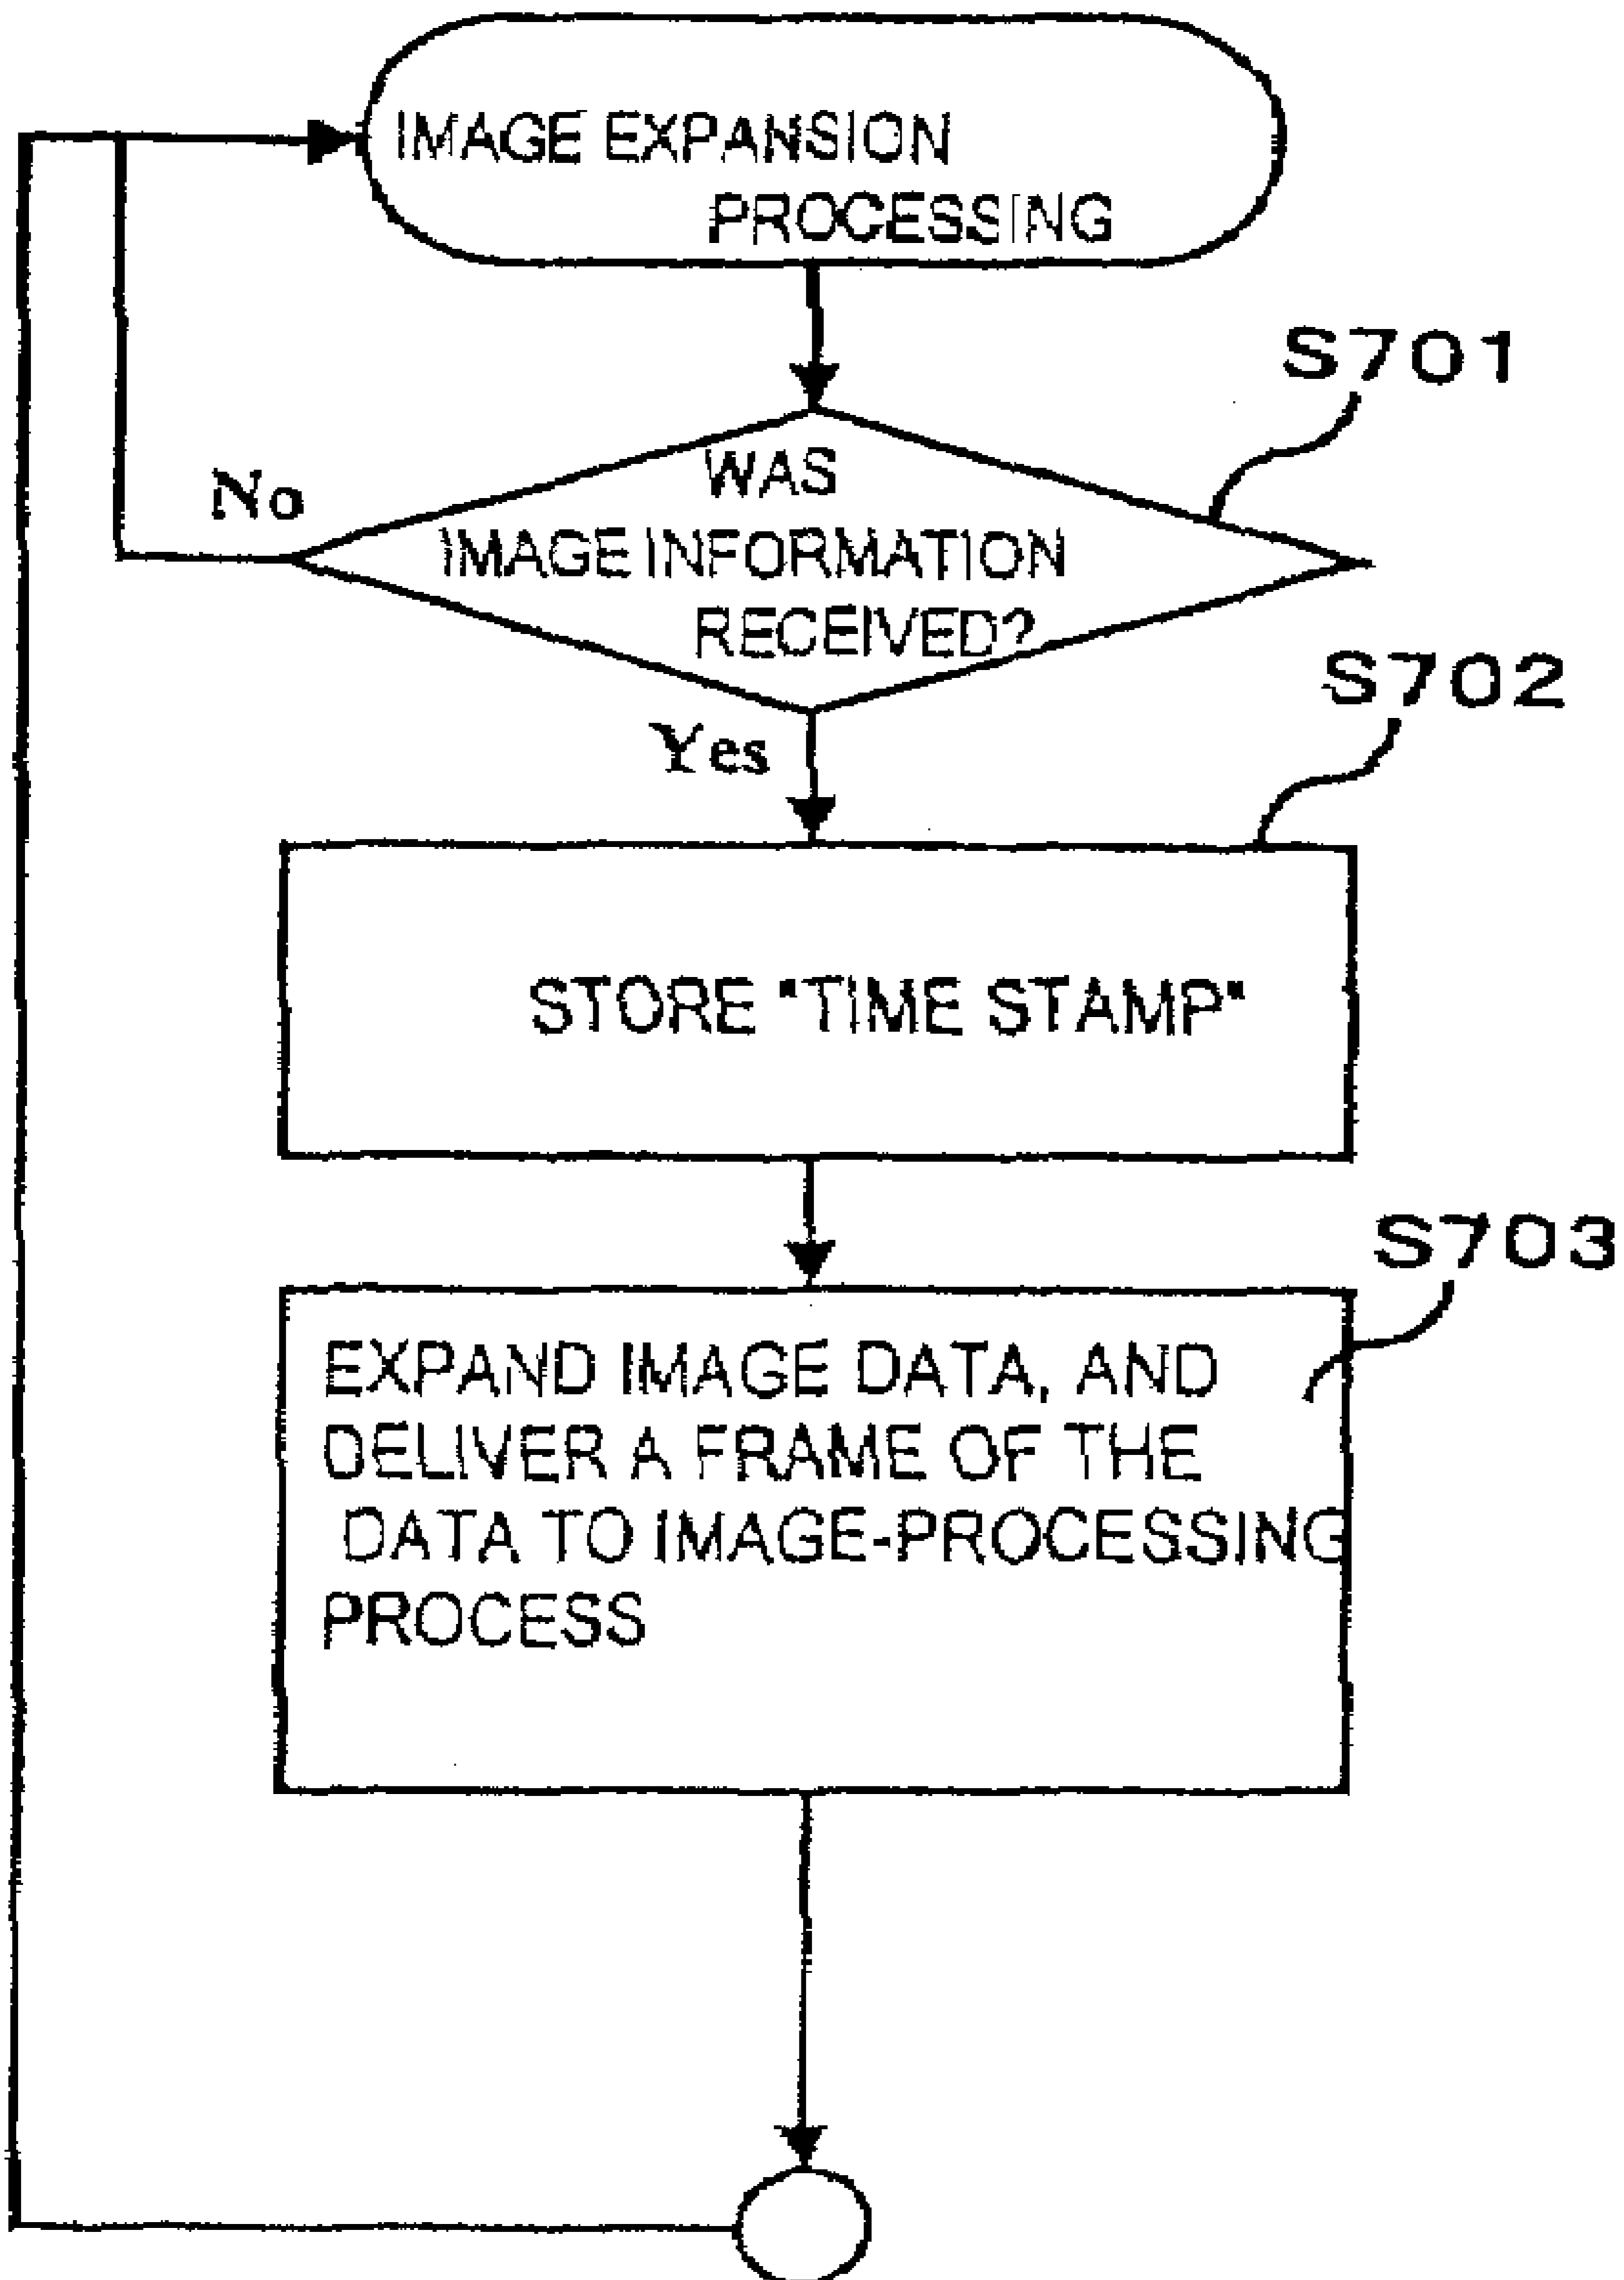 IMAGE EXPANSION
PROCESSING
S701
WAS
No
IMAGE INFORMATION
RECEIVED?
S702
Yes
STORE "TIME STAMP"
S703
EXPAND IMAGE DATA, AND
DELIVER A FRAME OF THE
DATA TO IMAGE-PROCESSING
PROCESS